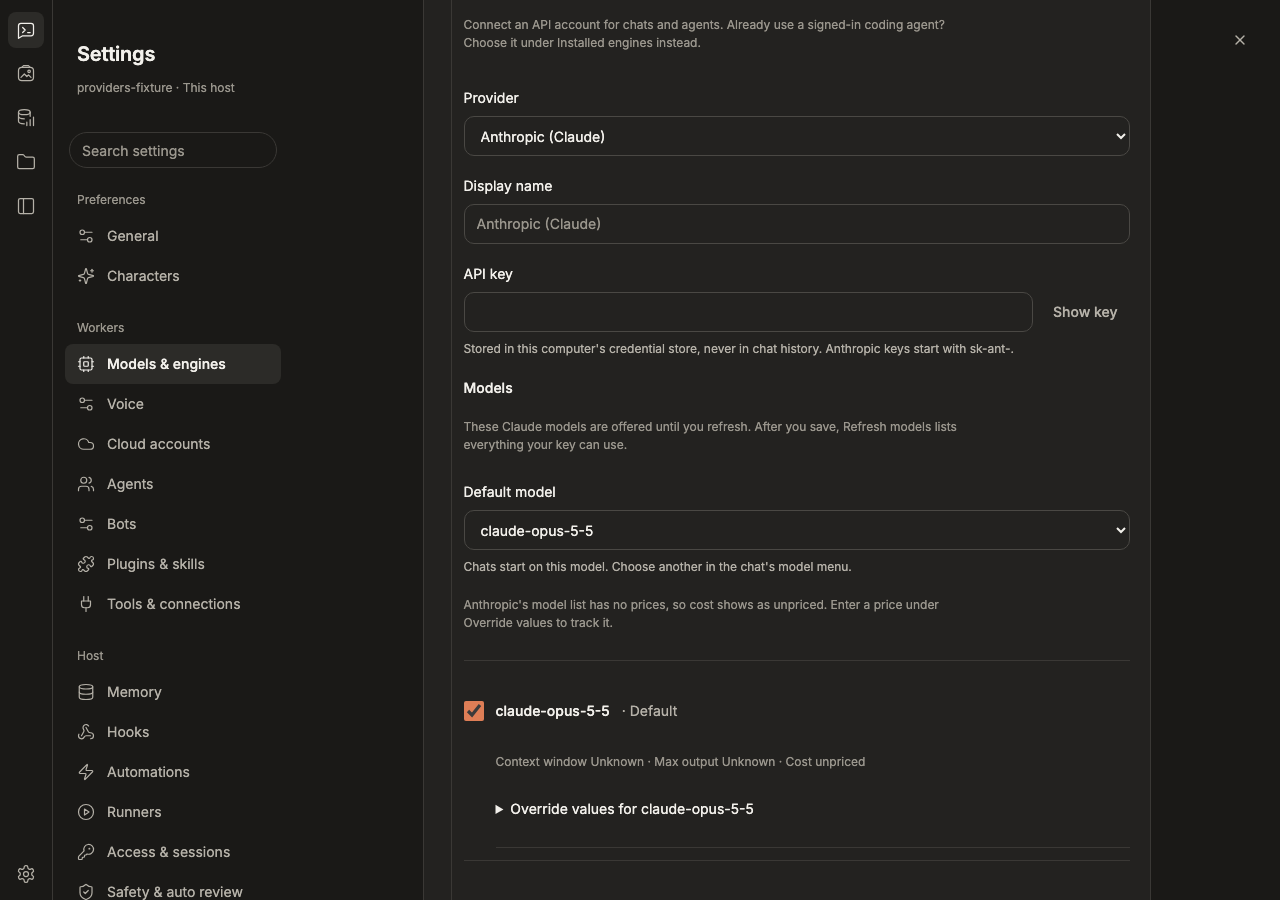 Settings
providers-fixture · This host
Search settings
Preferences
General
Characters
Workers
Models & engines
Voice
Cloud accounts
Agents
Bots
Plugins & skills
Tools & connections
Host
Memory
Hooks
Automations
Runners
Access & sessions
Safety & auto review
Connect an API account for chats and agents. Already use a signed-in coding agent?
Choose it under Installed engines instead.
Provider
Anthropic (Claude)
Display name
Anthropic (Claude)
API key
Show key
Stored in this computer's credential store, never in chat history. Anthropic keys start with sk-ant-.
Models
These Claude models are offered until you refresh. After you save, Refresh models lists
everything your key can use.
Default model
claude-opus-5-5
Chats start on this model. Choose another in the chat's model menu.
Anthropic's model list has no prices, so cost shows as unpriced. Enter a price under
Override values to track it.
claude-opus-5-5 · Default
Context window Unknown · Max output Unknown · Cost unpriced
Override values for claude-opus-5-5